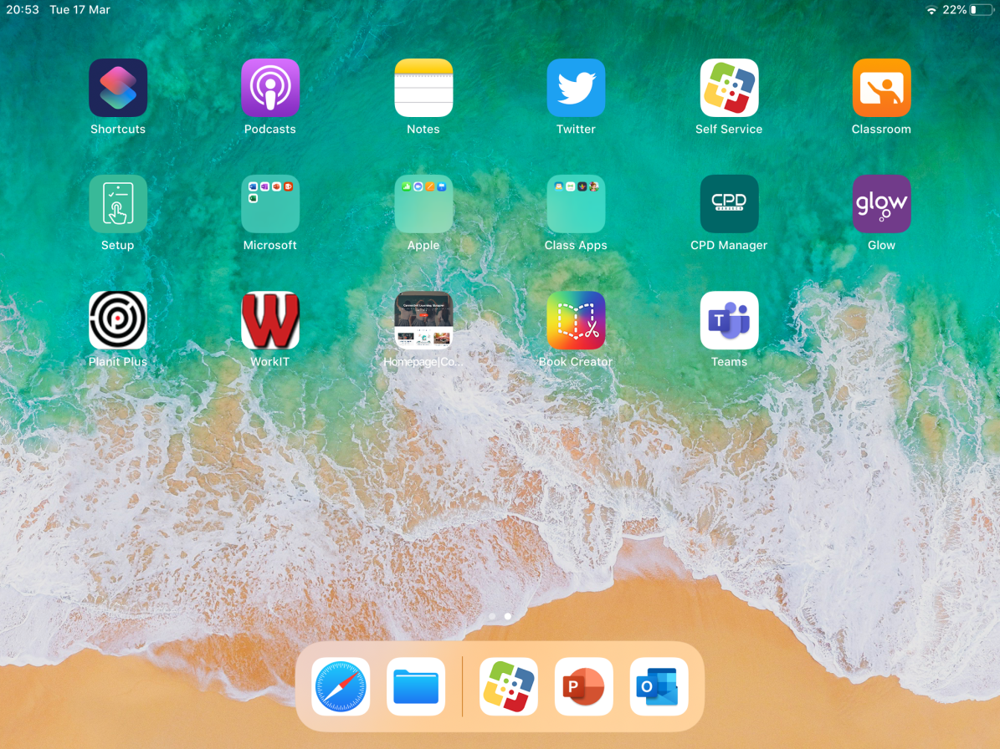 20:53 Tue 17 Mar 22%
Shortcuts Podcasts Notes Twitter Self Service Classroom
CPD
MANAGER
glow
Setup Microsoft Apple Class Apps CPD Manager Glow
P
W
T
Planit Plus WorkIT Homepage|Co... Book Creator Teams
P
O